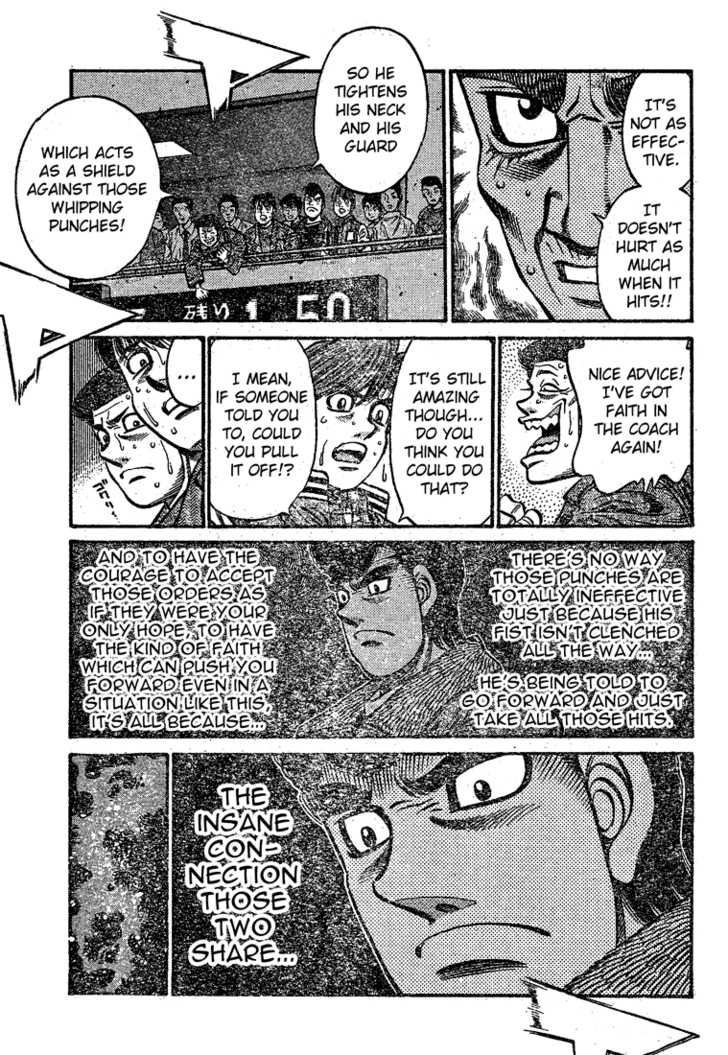 IT'S
NOT AS
EFFEC-
TIVE.
IT
DOESN'T
HURT AS
MUCH
WHEN IT
HITS!!
SO HE
TIGHTENS
HIS NECK
AND HIS
GUARD
WHICH ACTS
AS A SHIELD
AGAINST THOSE
WHIPPING
PUNCHES!
残り 1 50
NICE ADVICE!
I'VE GOT
FAITH IN
THE COACH
AGAIN!
IT'S STILL
AMAZING
THOUGH...
DO YOU
THINK YOU
COULD DO
THAT?
I MEAN,
IF SOMEONE
TOLD YOU
TO, COULD
YOU PULL
IT OFF!?
...
THERE'S NO WAY
THOSE PUNCHES ARE
TOTALLY INEFFECTIVE
JUST BECAUSE HIS
FIST ISN'T CLENCHED
ALL THE WAY...
HE'S BEING TOLD TO
GO FORWARD AND JUST
TAKE ALL THOSE HITS.
AND TO HAVE THE
COURAGE TO ACCEPT
THOSE ORDERS AS
IF THEY WERE YOUR
ONLY HOPE, TO HAVE
THE KIND OF FAITH
WHICH CAN PUSH YOU
FORWARD EVEN IN A
SITUATION LIKE THIS,
IT'S ALL BECAUSE...
THE
INSANE
CON-
NECTION
THOSE
TWO
SHARE...